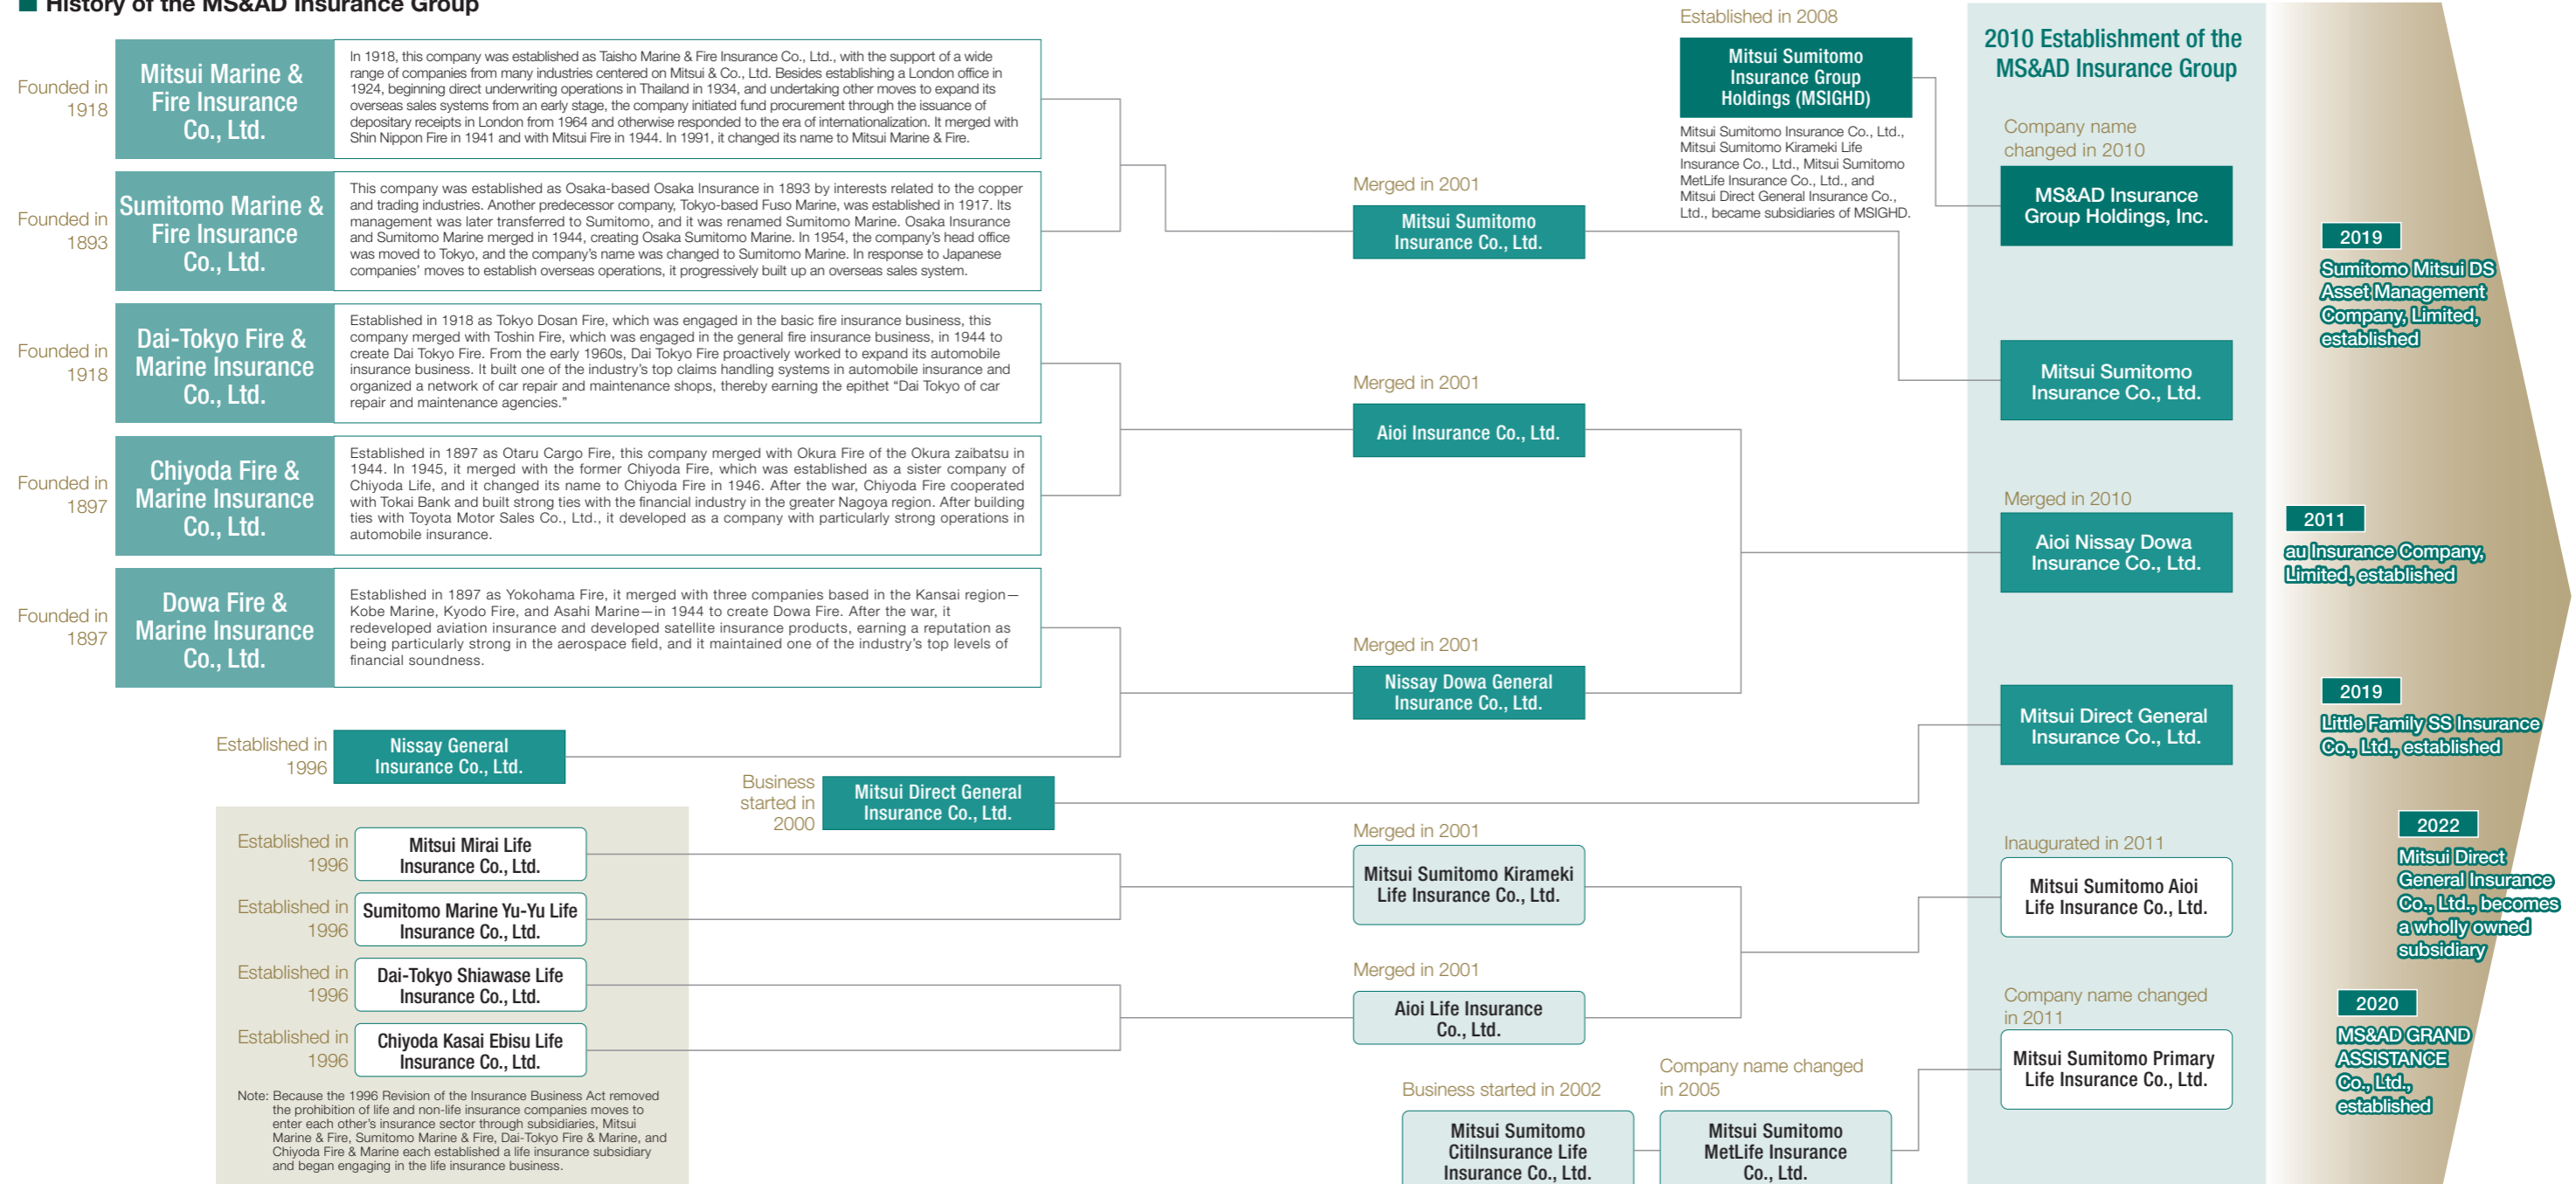 History of the MS&AD Insurance Group
Founded in
1918
Mitsui Marine &
Fire Insurance
Co., Ltd.
In 1918, this company was established as Taisho Marine & Fire Insurance Co., Ltd., with the support of a wide
range of companies from many industries centered on Mitsui & Co., Ltd. Besides establishing a London office in
1924, beginning direct underwriting operations in Thailand in 1934, and undertaking other moves to expand its
overseas sales systems from an early stage, the company initiated fund procurement through the issuance of
depositary receipts in London from 1964 and otherwise responded to the era of internationalization. It merged with
Shin Nippon Fire in 1941 and with Mitsui Fire in 1944. In 1991, it changed its name to Mitsui Marine & Fire.
Founded in
1893
Sumitomo Marine &
Fire Insurance
Co., Ltd.
This company was established as Osaka-based Osaka Insurance in 1893 by interests related to the copper
and trading industries. Another predecessor company, Tokyo-based Fuso Marine, was established in 1917. Its
management was later transferred to Sumitomo, and it was renamed Sumitomo Marine. Osaka Insurance
and Sumitomo Marine merged in 1944, creating Osaka Sumitomo Marine. In 1954, the company's head office
was moved to Tokyo, and the company's name was changed to Sumitomo Marine. In response to Japanese
companies' moves to establish overseas operations, it progressively built up an overseas sales system.
Founded in
1918
Dai-Tokyo Fire &
Marine Insurance
Co., Ltd.
Established in 1918 as Tokyo Dosan Fire, which was engaged in the basic fire insurance business, this
company merged with Toshin Fire, which was engaged in the general fire insurance business, in 1944 to
create Dai Tokyo Fire. From the early 1960s, Dai Tokyo Fire proactively worked to expand its automobile
insurance business. It built one of the industry's top claims handling systems in automobile insurance and
organized a network of car repair and maintenance shops, thereby earning the epithet "Dai Tokyo of car
repair and maintenance agencies."
Founded in
1897
Chiyoda Fire &
Marine Insurance
Co., Ltd.
Established in 1897 as Otaru Cargo Fire, this company merged with Okura Fire of the Okura zaibatsu in
1944. In 1945, it merged with the former Chiyoda Fire, which was established as a sister company of
Chiyoda Life, and it changed its name to Chiyoda Fire in 1946. After the war, Chiyoda Fire cooperated
with Tokai Bank and built strong ties with the financial industry in the greater Nagoya region. After building
ties with Toyota Motor Sales Co., Ltd., it developed as a company with particularly strong operations in
automobile insurance.
Founded in
1897
Dowa Fire &
Marine Insurance
Co., Ltd.
Established in 1897 as Yokohama Fire, it merged with three companies based in the Kansai region—
Kobe Marine, Kyodo Fire, and Asahi Marine—in 1944 to create Dowa Fire. After the war, it
redeveloped aviation insurance and developed satellite insurance products, earning a reputation as
being particularly strong in the aerospace field, and it maintained one of the industry's top levels of
financial soundness.
Established in
1996
Nissay General
Insurance Co., Ltd.
Business
started in
2000
Mitsui Direct General
Insurance Co., Ltd.
Established in
1996
Mitsui Mirai Life
Insurance Co., Ltd.
Established in
1996
Sumitomo Marine Yu-Yu Life
Insurance Co., Ltd.
Established in
1996
Dai-Tokyo Shiawase Life
Insurance Co., Ltd.
Established in
1996
Chiyoda Kasai Ebisu Life
Insurance Co., Ltd.
Note: Because the 1996 Revision of the Insurance Business Act removed
the prohibition of life and non-life insurance companies moves to
enter each other's insurance sector through subsidiaries, Mitsui
Marine & Fire, Sumitomo Marine & Fire, Dai-Tokyo Fire & Marine, and
Chiyoda Fire & Marine each established a life insurance subsidiary
and began engaging in the life insurance business.
Merged in 2001
Mitsui Sumitomo
Insurance Co., Ltd.
Merged in 2001
Aioi Insurance Co., Ltd.
Merged in 2001
Nissay Dowa General
Insurance Co., Ltd.
Merged in 2001
Mitsui Sumitomo Kirameki
Life Insurance Co., Ltd.
Merged in 2001
Aioi Life Insurance
Co., Ltd.
Business started in 2002
Mitsui Sumitomo
CitiInsurance Life
Insurance Co., Ltd.
Company name changed
in 2005
Mitsui Sumitomo
MetLife Insurance
Co., Ltd.
Established in 2008
Mitsui Sumitomo
Insurance Group
Holdings (MSIGHD)
Mitsui Sumitomo Insurance Co., Ltd.,
Mitsui Sumitomo Kirameki Life
Insurance Co., Ltd., Mitsui Sumitomo
MetLife Insurance Co., Ltd., and
Mitsui Direct General Insurance Co.,
Ltd., became subsidiaries of MSIGHD.
2010 Establishment of the
MS&AD Insurance Group
Company name
changed in 2010
MS&AD Insurance
Group Holdings, Inc.
Mitsui Sumitomo
Insurance Co., Ltd.
Merged in 2010
Aioi Nissay Dowa
Insurance Co., Ltd.
Mitsui Direct General
Insurance Co., Ltd.
Inaugurated in 2011
Mitsui Sumitomo Aioi
Life Insurance Co., Ltd.
Company name changed
in 2011
Mitsui Sumitomo Primary
Life Insurance Co., Ltd.
2019
Sumitomo Mitsui DS
Asset Management
Company, Limited,
established
2011
au Insurance Company,
Limited, established
2019
Little Family SS Insurance
Co., Ltd., established
2022
Mitsui Direct
General Insurance
Co., Ltd., becomes
a wholly owned
subsidiary
2020
MS&AD GRAND
ASSISTANCE
Co., Ltd.,
established